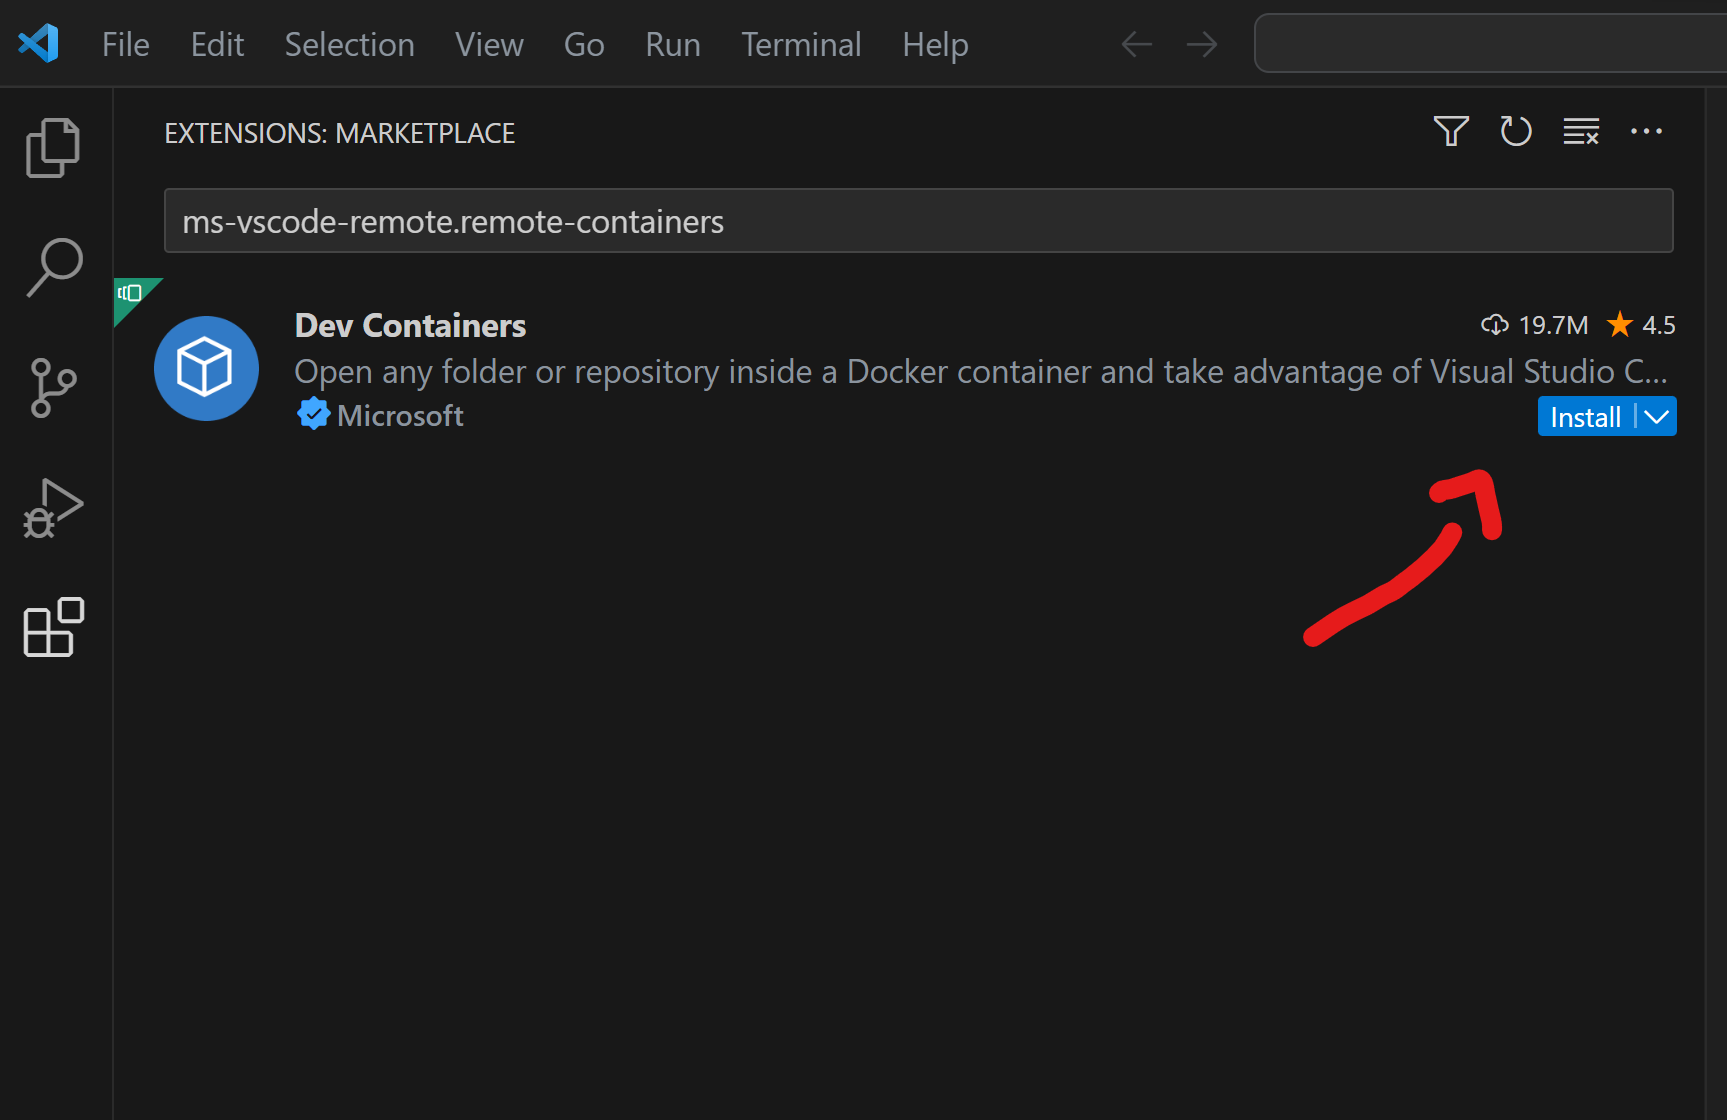 File Edit Selection View Go Run Terminal Help
EXTENSIONS: MARKETPLACE
ms-vscode-remote.remote-containers
Dev Containers 19.7M 4.5
Open any folder or repository inside a Docker container and take advantage of Visual Studio C...
Microsoft Install